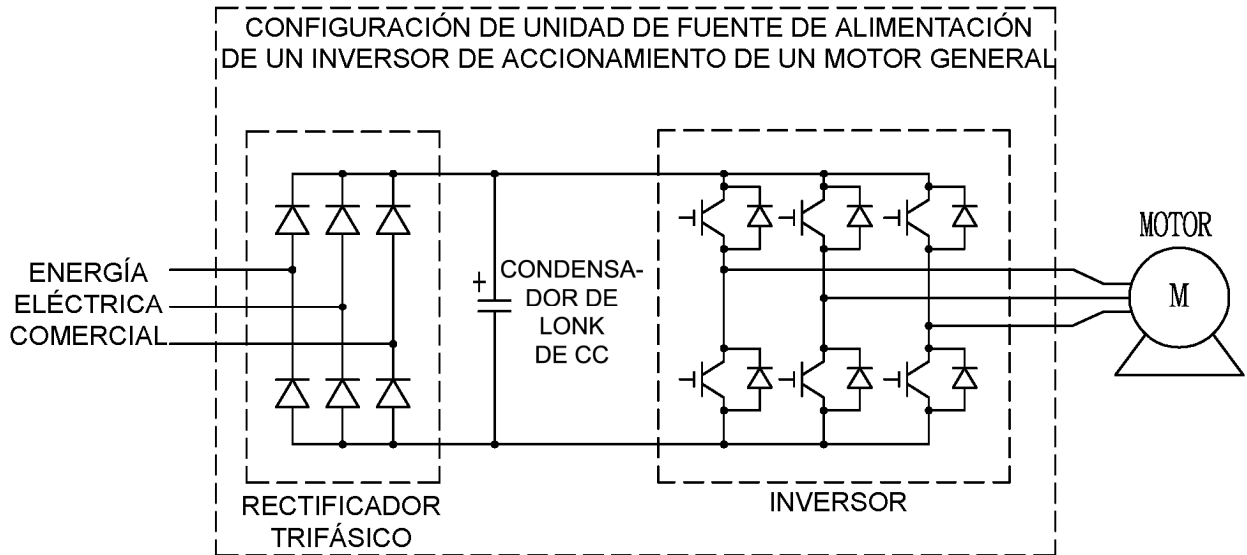 CONFIGURACIÓN DE UNIDAD DE FUENTE DE ALIMENTACIÓN
DE UN INVERSOR DE ACCIONAMIENTO DE UN MOTOR GENERAL
ENERGÍA
ELÉCTRICA
COMERCIAL
+
CONDENSA-
DOR DE
LONK
DE CC
MOTOR
M
RECTIFICADOR
TRIFÁSICO
INVERSOR